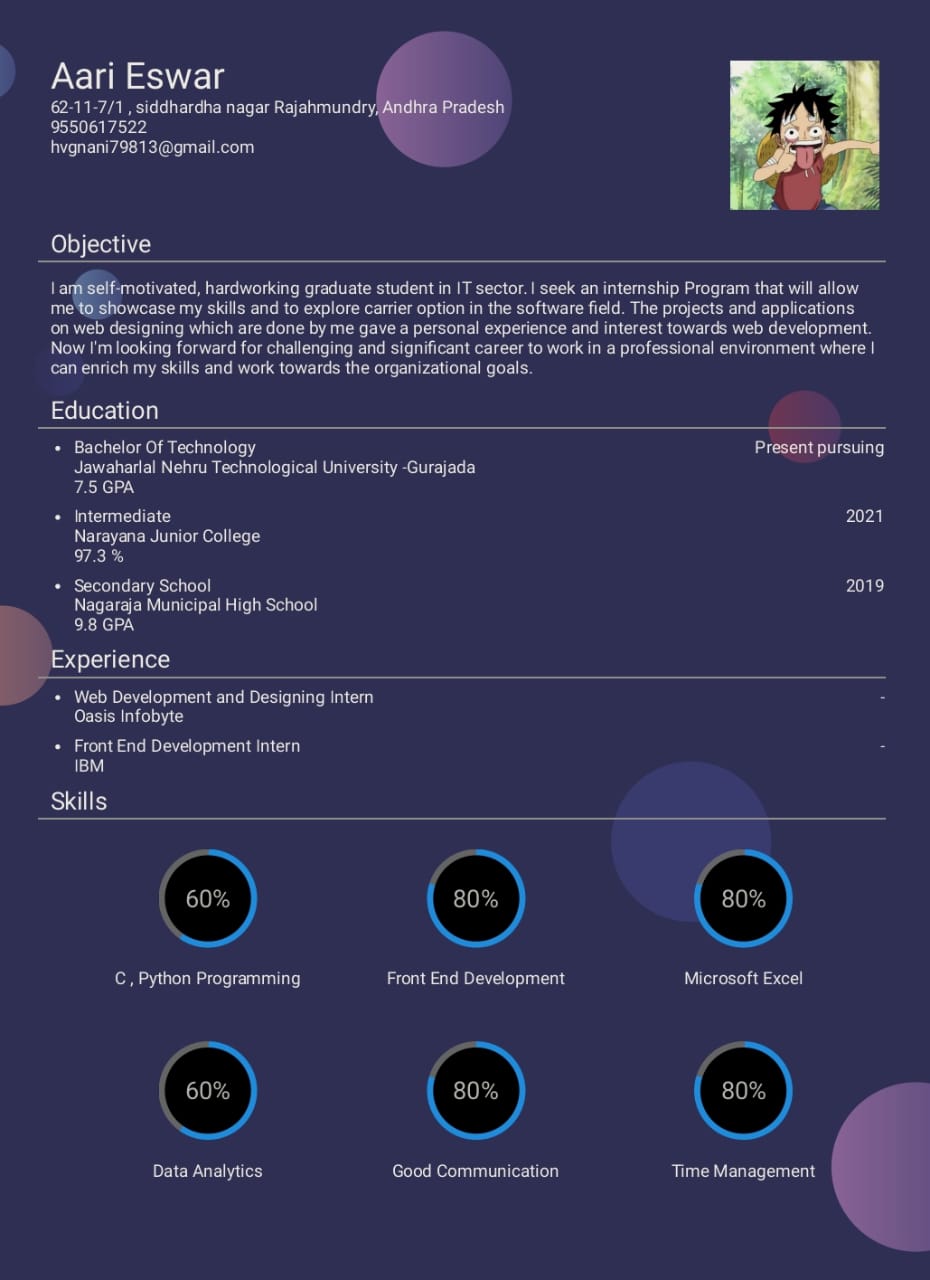 Aari Eswar
62-11-7/1 , siddhardha nagar Rajahmundry, Andhra Pradesh
9550617522
hvgnani79813@gmail.com
Objective
I am self-motivated, hardworking graduate student in IT sector. I seek an internship Program that will allow
me to showcase my skills and to explore carrier option in the software field. The projects and applications
on web designing which are done by me gave a personal experience and interest towards web development.
Now I'm looking forward for challenging and significant career to work in a professional environment where I
can enrich my skills and work towards the organizational goals.
Education
• Bachelor Of Technology Present pursuing
Jawaharlal Nehru Technological University -Gurajada
7.5 GPA
• Intermediate 2021
Narayana Junior College
97.3 %
• Secondary School 2019
Nagaraja Municipal High School
9.8 GPA
Experience
• Web Development and Designing Intern -
Oasis Infobyte
• Front End Development Intern -
IBM
Skills
60% 80% 80%
C , Python Programming Front End Development Microsoft Excel
60% 80% 80%
Data Analytics Good Communication Time Management